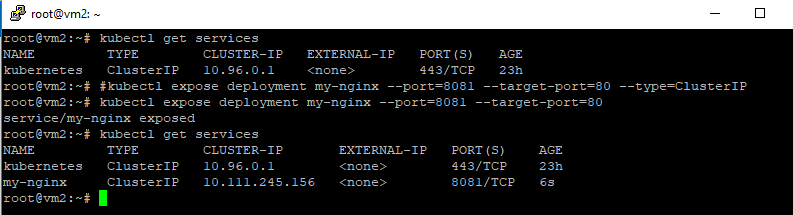 root@vm2: ~
root@vm2:~# kubectl get services
NAME TYPE CLUSTER-IP EXTERNAL-IP PORT(S) AGE
kubernetes ClusterIP 10.96.0.1 <none> 443/TCP 23h
root@vm2:~# #kubectl expose deployment my-nginx --port=8081 --target-port=80 --type=ClusterIP
root@vm2:~# kubectl expose deployment my-nginx --port=8081 --target-port=80
service/my-nginx exposed
root@vm2:~# kubectl get services
NAME TYPE CLUSTER-IP EXTERNAL-IP PORT(S) AGE
kubernetes ClusterIP 10.96.0.1 <none> 443/TCP 23h
my-nginx ClusterIP 10.111.245.156 <none> 8081/TCP 6s
root@vm2:~#